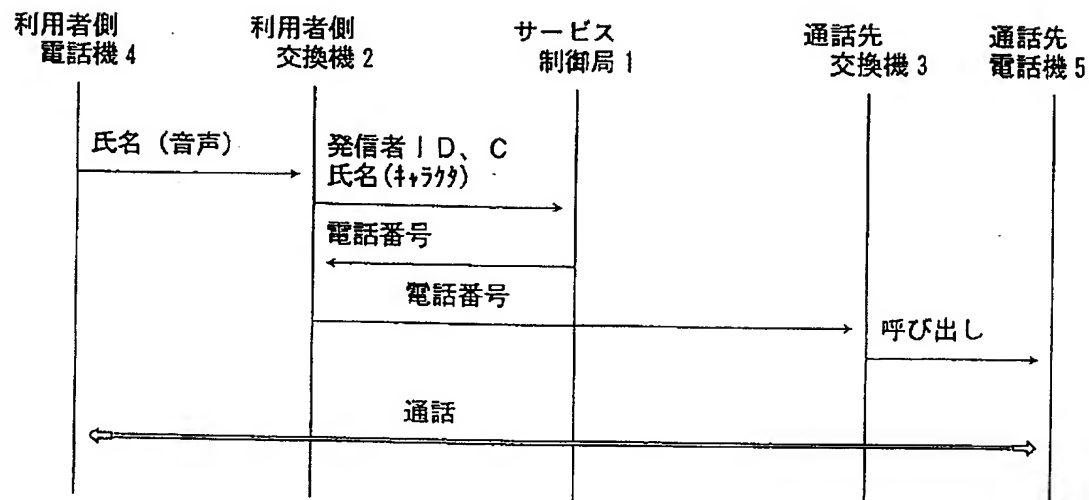 利用者側
電話機4
利用者側
交換機2
サービス
制御局1
通話先
交換機3
通話先
電話機5
氏名(音声)
発信者ID、C
氏名(ｷｬﾗｸﾀ)
電話番号
電話番号
呼び出し
通話